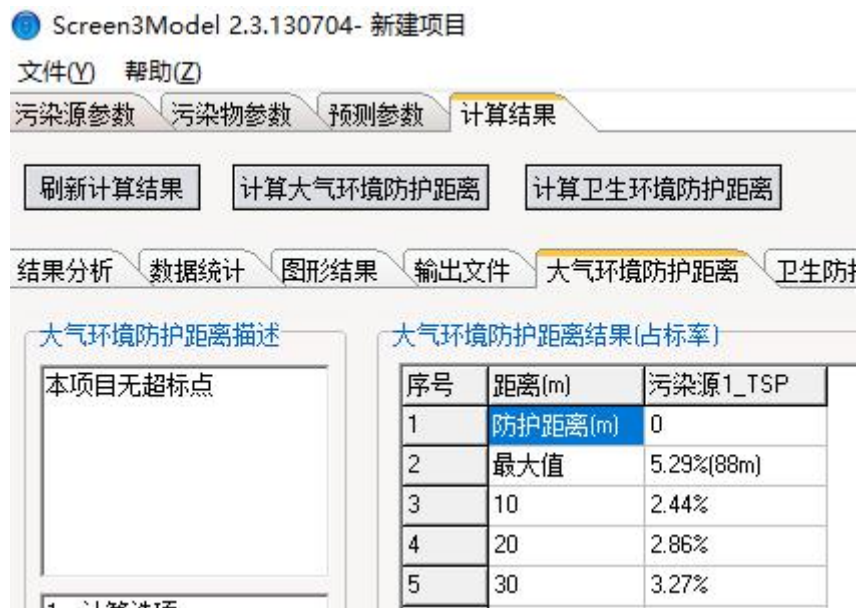 Screen3Model 2.3.130704- 新建项目
文件(Y) 帮助(Z)
污染源参数 污染物参数 预测参数 计算结果
刷新计算结果 计算大气环境防护距离 计算卫生环境防护距离
结果分析 数据统计 图形结果 输出文件 大气环境防护距离 卫生防护
大气环境防护距离描述
本项目无超标点
大气环境防护距离结果(占标率)
序号 距离(m) 污染源1_TSP
1 防护距离(m) 0
2 最大值 5.29%(88m)
3 10 2.44%
4 20 2.86%
5 30 3.27%